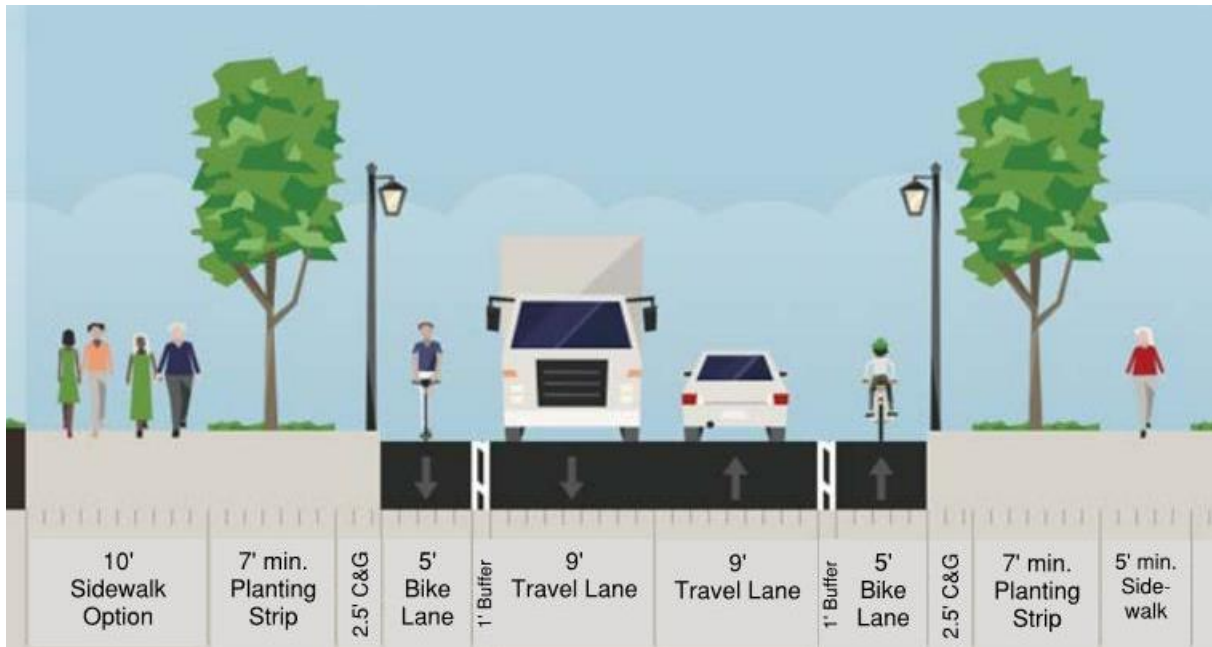 10'
Sidewalk
Option
7' min.
Planting
Strip
2.5' C&G
5'
Bike
Lane
1' Buffer
9'
Travel Lane
9'
Travel Lane
1' Buffer
5'
Bike
Lane
2.5' C&G
7' min.
Planting
Strip
5' min.
Side-
walk